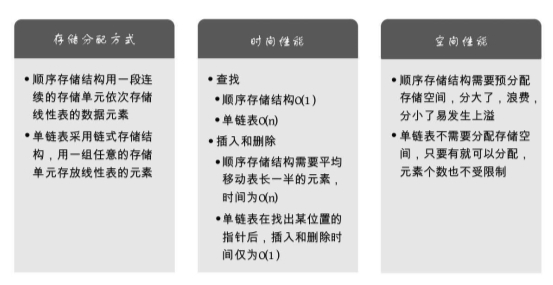 存储分配方式
•顺序存储结构用一段连
续的存储单元依次存储
线性表的数据元素
•单链表采用链式存储结
构，用一组任意的存储
单元存放线性表的元素
时间性能
•查找
•顺序存储结构O(1)
•单链表O(n)
•插入和删除
•顺序存储结构需要平均
移动表长一半的元素，
时间为O(n)
•单链表在找出某位置的
指针后，插入和删除时
间仅为O(1)
空间性能
•顺序存储结构需要预分配
存储空间，分大了，浪费，
分小了易发生上溢
•单链表不需要分配存储空
间，只要有就可以分配，
元素个数也不受限制